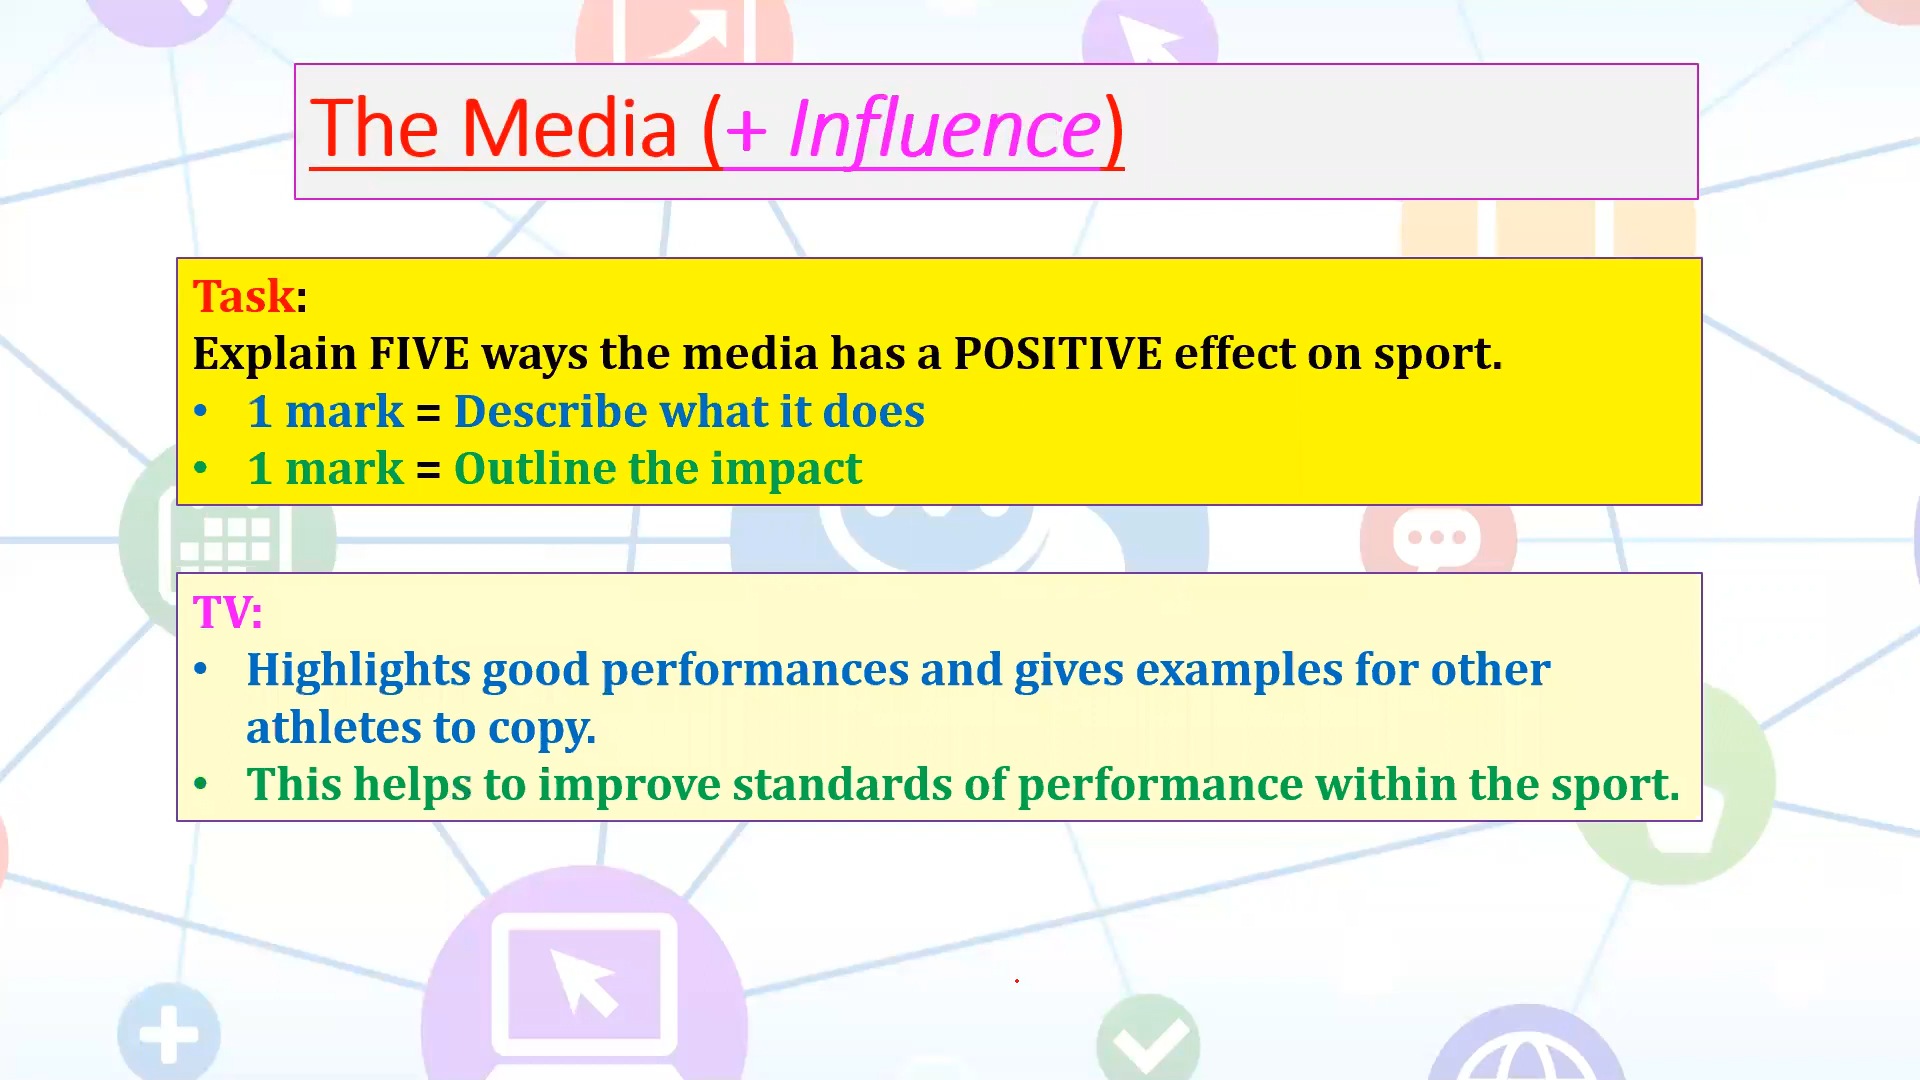 The Media (+ Influence)
Task:
Explain FIVE ways the media has a POSITIVE effect on sport.
• 1 mark = Describe what it does
• 1 mark = Outline the impact
TV:
• Highlights good performances and gives examples for other
athletes to copy.
• This helps to improve standards of performance within the sport.